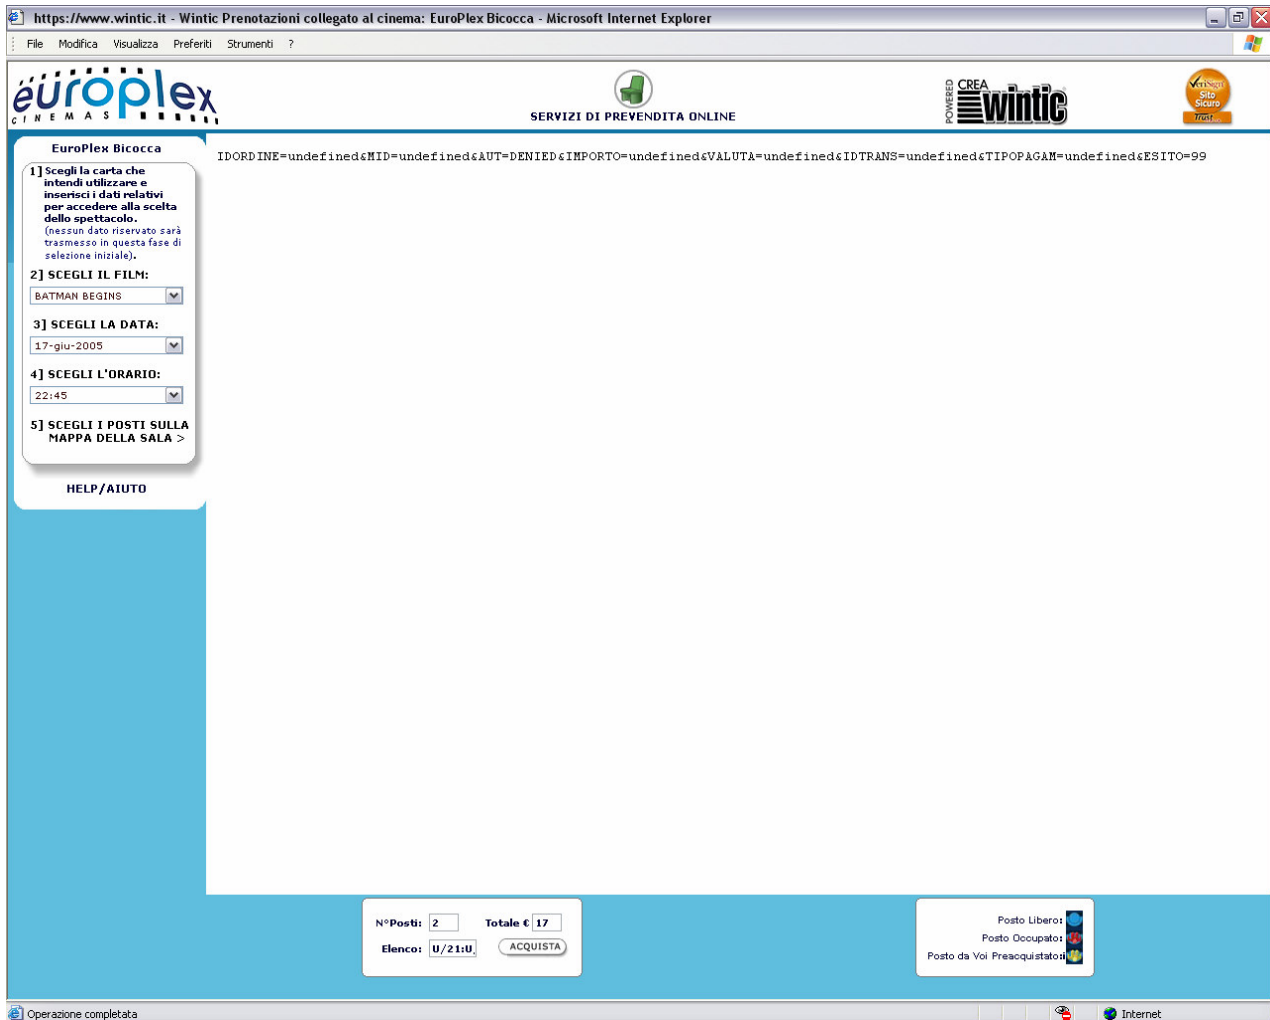 https://www.wintic.it - Wintic Prenotazioni collegato al cinema: EuroPlex Bicocca - Microsoft Internet Explorer
File Modifica Visualizza Preferiti Strumenti ?
europlex
CINEMAS
SERVIZI DI PREVENDITA ONLINE
POWERED
CREA
wintic
VeriSign
Sito
Sicuro
Trust
EuroPlex Bicocca
1] Scegli la carta che
intendi utilizzare e
inserisci i dati relativi
per accedere alla scelta
dello spettacolo.
(nessun dato riservato sarà
trasmesso in questa fase di
selezione iniziale).
2] SCEGLI IL FILM:
BATMAN BEGINS
3] SCEGLI LA DATA:
17-giu-2005
4] SCEGLI L'ORARIO:
22:45
5] SCEGLI I POSTI SULLA
MAPPA DELLA SALA >
HELP/AIUTO
IDORDINE=undefined&MID=undefined&AUT=DENIED&IMPORTO=undefined&VALUTA=undefined&IDTRANS=undefined&TIPOPAGAM=undefined&ESITO=99
N°Posti: 2 Totale € 17
Elenco: U/21:U, ACQUISTA
Posto Libero:
Posto Occupato:
Posto da Voi Preacquistato:
Operazione completata
Internet